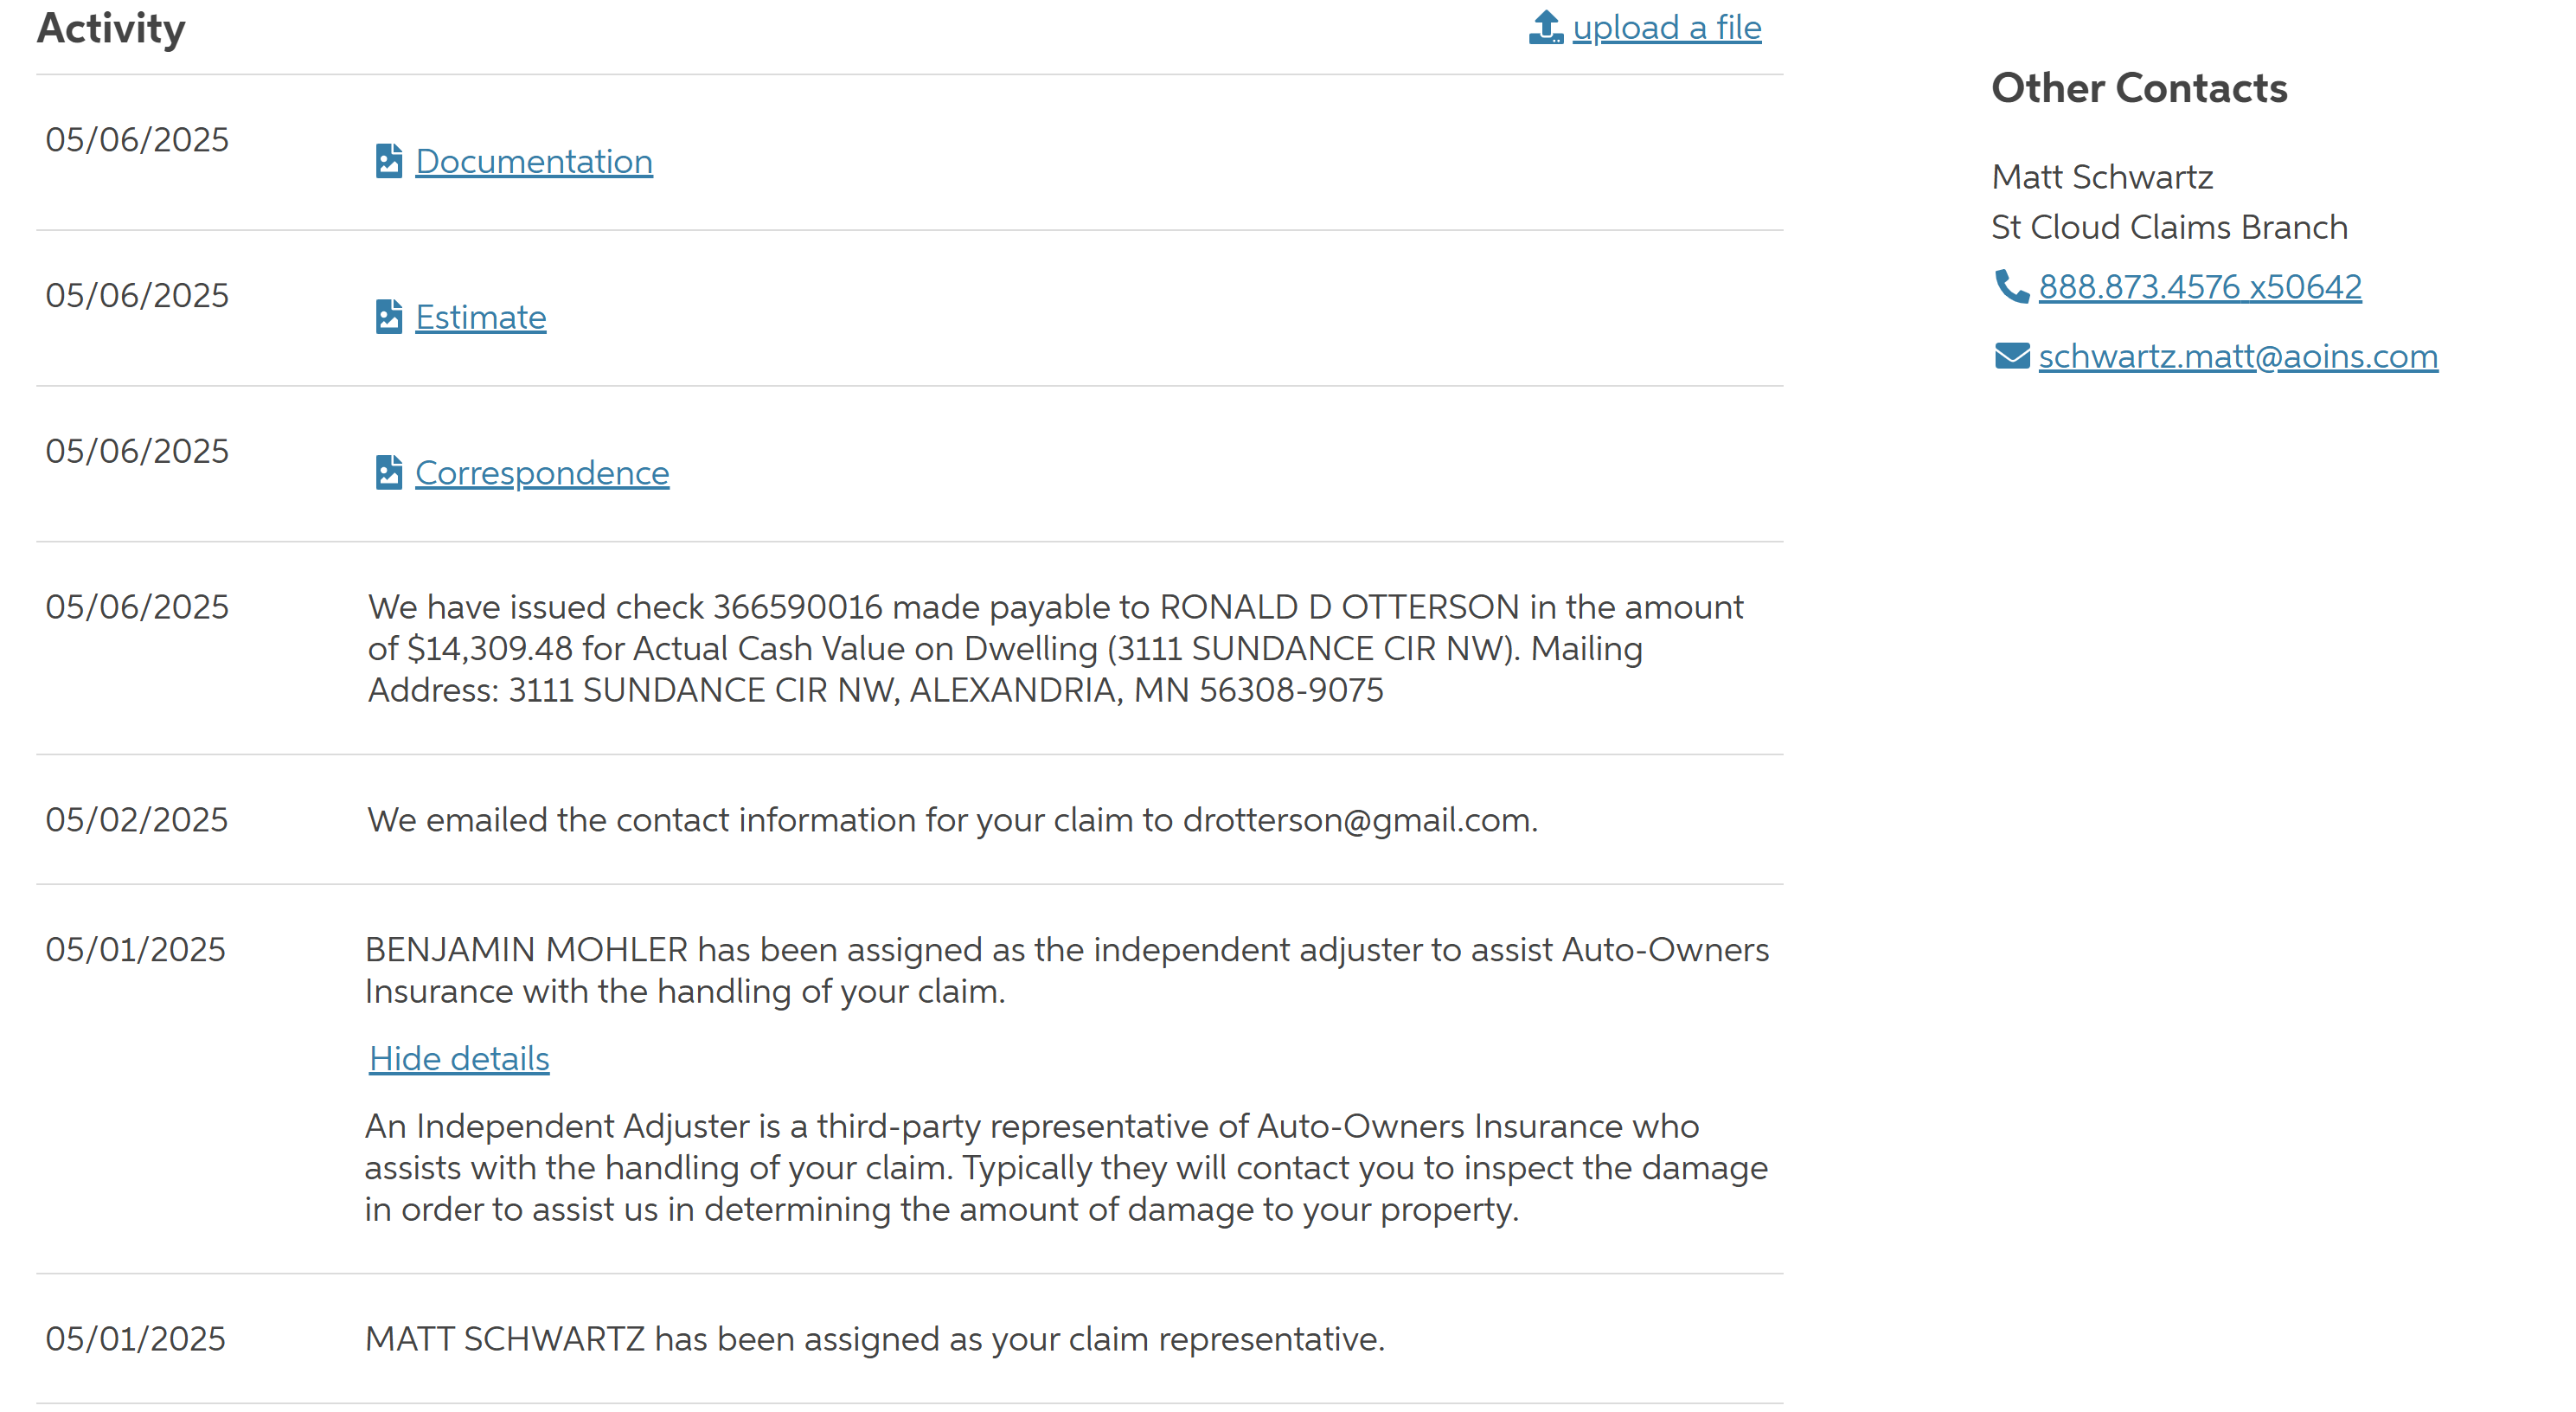 Activity
upload a file
05/06/2025
Documentation
05/06/2025
Estimate
05/06/2025
Correspondence
05/06/2025
We have issued check 366590016 made payable to RONALD D OTTERSON in the amount
of $14,309.48 for Actual Cash Value on Dwelling (3111 SUNDANCE CIR NW). Mailing
Address: 3111 SUNDANCE CIR NW, ALEXANDRIA, MN 56308-9075
05/02/2025
We emailed the contact information for your claim to drotterson@gmail.com.
05/01/2025
BENJAMIN MOHLER has been assigned as the independent adjuster to assist Auto-Owners
Insurance with the handling of your claim.
Hide details
An Independent Adjuster is a third-party representative of Auto-Owners Insurance who
assists with the handling of your claim. Typically they will contact you to inspect the damage
in order to assist us in determining the amount of damage to your property.
05/01/2025
MATT SCHWARTZ has been assigned as your claim representative.
Other Contacts
Matt Schwartz
St Cloud Claims Branch
888.873.4576 x50642
schwartz.matt@aoins.com